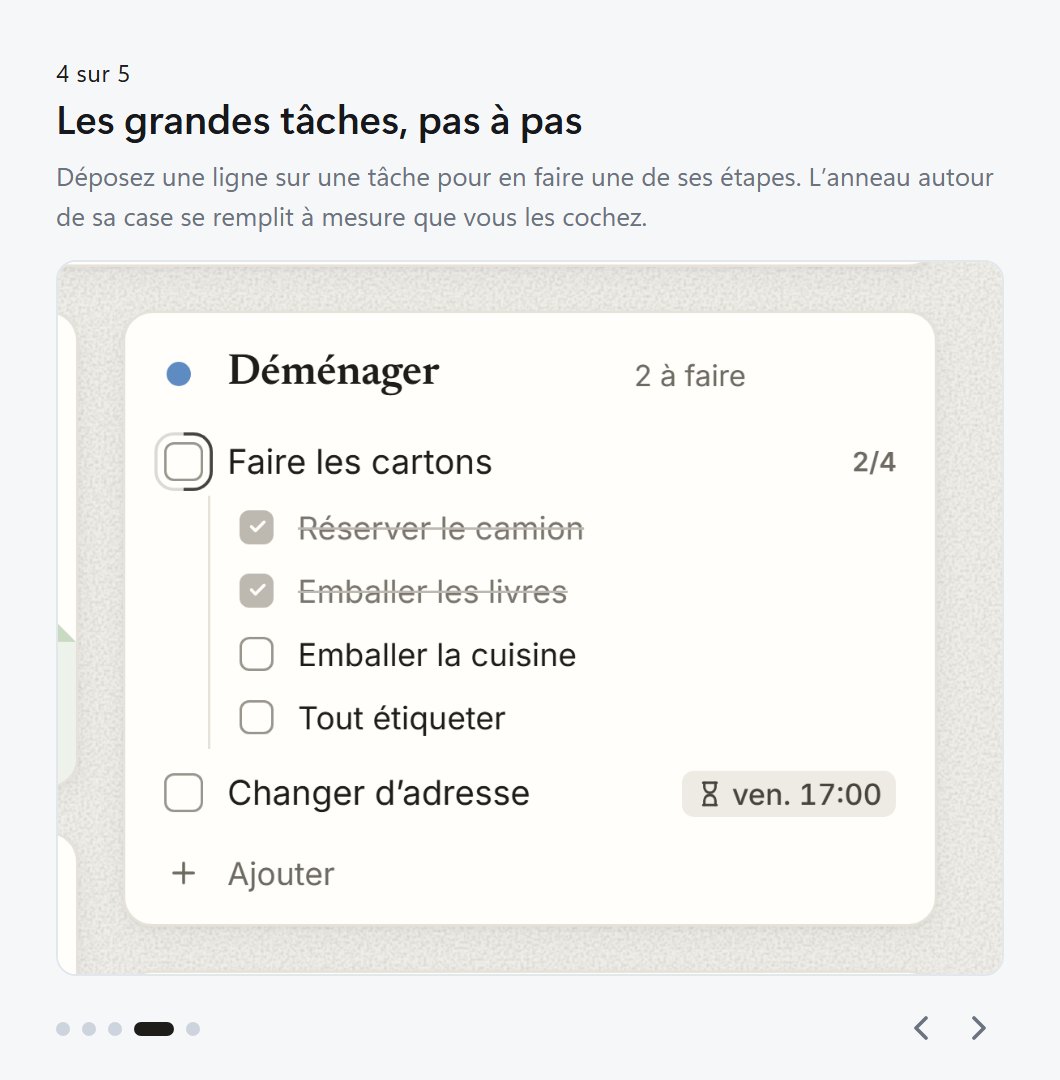 4 sur 5
Les grandes tâches, pas à pas
Déposez une ligne sur une tâche pour en faire une de ses étapes. L’anneau autour
de sa case se remplit à mesure que vous les cochez.
Déménager 2 à faire
Faire les cartons 2/4
Réserver le camion
Emballer les livres
Emballer la cuisine
Tout étiqueter
Changer d’adresse ven. 17:00
+ Ajouter